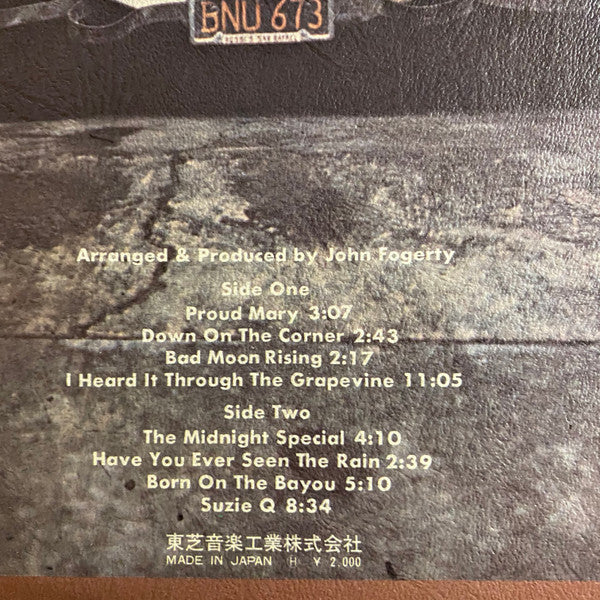 BNU 673
Arranged & Produced by John Fogerty
Side One
Proud Mary 3:07
Down On The Corner 2:43
Bad Moon Rising 2:17
I Heard It Through The Grapevine 11:05
Side Two
The Midnight Special 4:10
Have You Ever Seen The Rain 2:39
Born On The Bayou 5:10
Suzie Q 8:34
東芝音楽工業株式会社
MADE IN JAPAN H ¥ 2,000